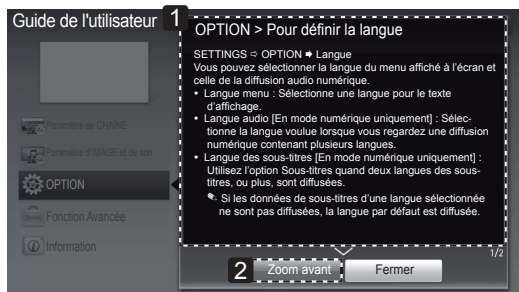 Guide de l'utilisateur
1
OPTION > Pour définir la langue
SETTINGS ⇨ OPTION ➡ Langue
Vous pouvez sélectionner la langue du menu affiché à l'écran et
celle de la diffusion audio numérique.
• Langue menu : Sélectionne une langue pour le texte
d'affichage.
• Langue audio [En mode numérique uniquement] : Sélec-
tionne la langue voulue lorsque vous regardez une diffusion
numérique contenant plusieurs langues.
• Langue des sous-titres [En mode numérique uniquement] :
Utilisez l'option Sous-titres quand deux langues des sous-
titres, ou plus, sont diffusées.
✎ Si les données de sous-titres d'une langue sélectionnée
ne sont pas diffusées, la langue par défaut est diffusée.
Paramètre de CHAÎNE
Paramètre d'IMAGE et de son
OPTION
Fonction Avancée
Information
1/2
2
Zoom avant
Fermer